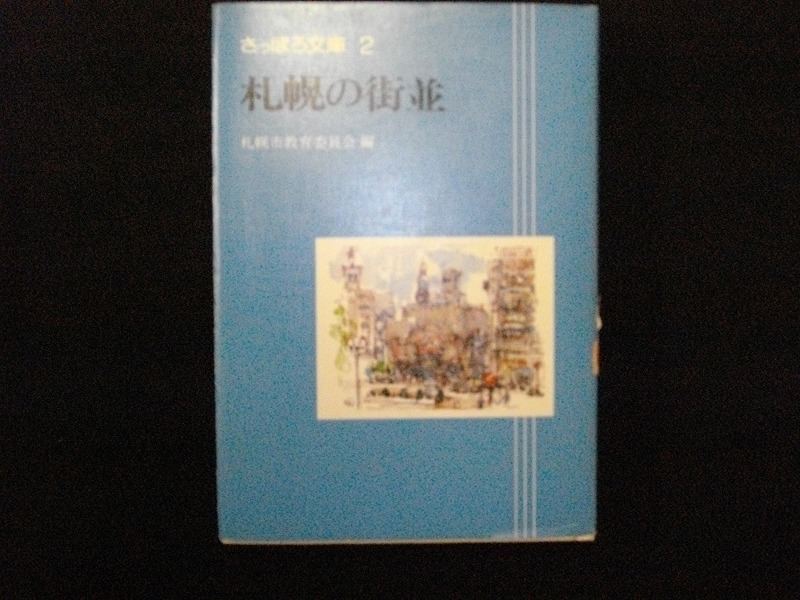 さっぽろ文庫 2
札幌の街並
札幌市教育委員会 編